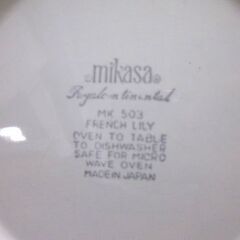 mikasa®
Royal Continental
MK 503
FRENCH LILY
OVEN TO TABLE
TO DISHWASHER
SAFE FOR MICRO
WAVE OVEN
MADE IN JAPAN